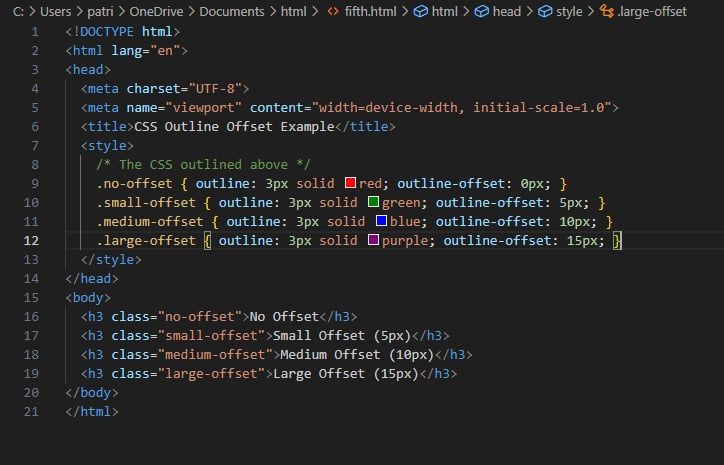 C: > Users > patri > OneDrive > Documents > html > <> fifth.html > html > head > style > .large-offset
1 <!DOCTYPE html>
2 <html lang="en">
3 <head>
4   <meta charset="UTF-8">
5   <meta name="viewport" content="width=device-width, initial-scale=1.0">
6   <title>CSS Outline Offset Example</title>
7   <style>
8     /* The CSS outlined above */
9     .no-offset { outline: 3px solid red; outline-offset: 0px; }
10     .small-offset { outline: 3px solid green; outline-offset: 5px; }
11     .medium-offset { outline: 3px solid blue; outline-offset: 10px; }
12     .large-offset { outline: 3px solid purple; outline-offset: 15px; }
13   </style>
14 </head>
15 <body>
16   <h3 class="no-offset">No Offset</h3>
17   <h3 class="small-offset">Small Offset (5px)</h3>
18   <h3 class="medium-offset">Medium Offset (10px)</h3>
19   <h3 class="large-offset">Large Offset (15px)</h3>
20 </body>
21 </html>